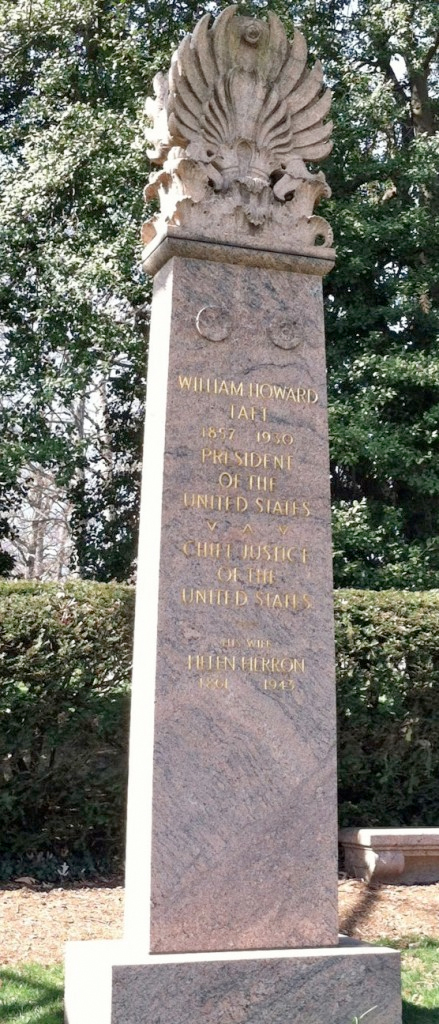 WILLIAM HOWARD
TAFT
1857 1930
PRESIDENT
OF THE
UNITED STATES
CHIEF JUSTICE
OF THE
UNITED STATES
HIS WIFE
HELEN HERRON
1861 1943